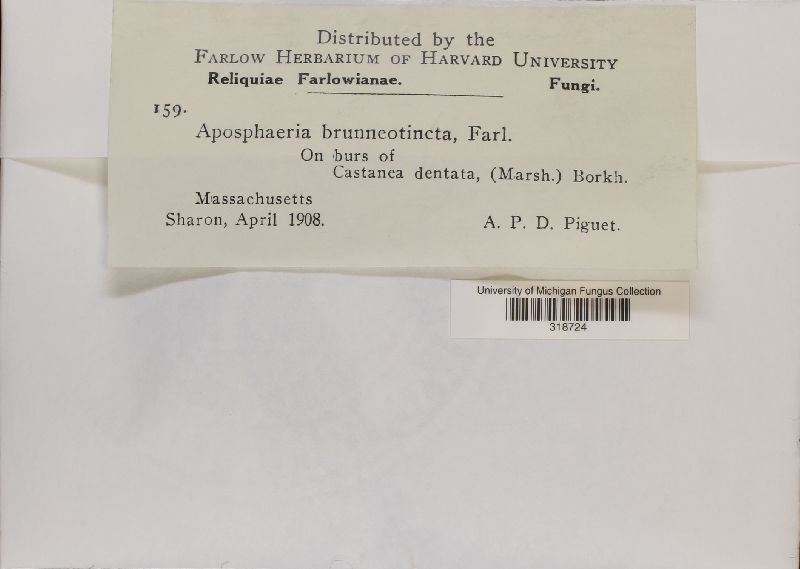 Distributed by the
FARLOW HERBARIUM OF HARVARD UNIVERSITY
Reliquiae Farlowianae. Fungi.
159.
Aposphaeria brunneotincta, Farl.
On burs of
Castanea dentata, (Marsh.) Borkh.
Massachusetts
Sharon, April 1908. A. P. D. Piguet.
University of Michigan Fungus Collection
318724